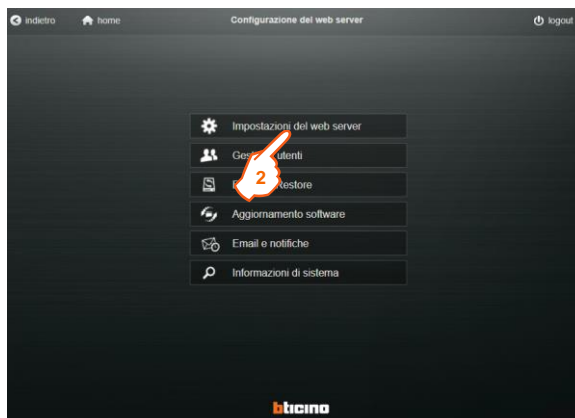 indietro home Configurazione del web server logout
Impostazioni del web server
utenti
2
Restore
Aggiornamento software
Email e notifiche
Informazioni di sistema
bticino